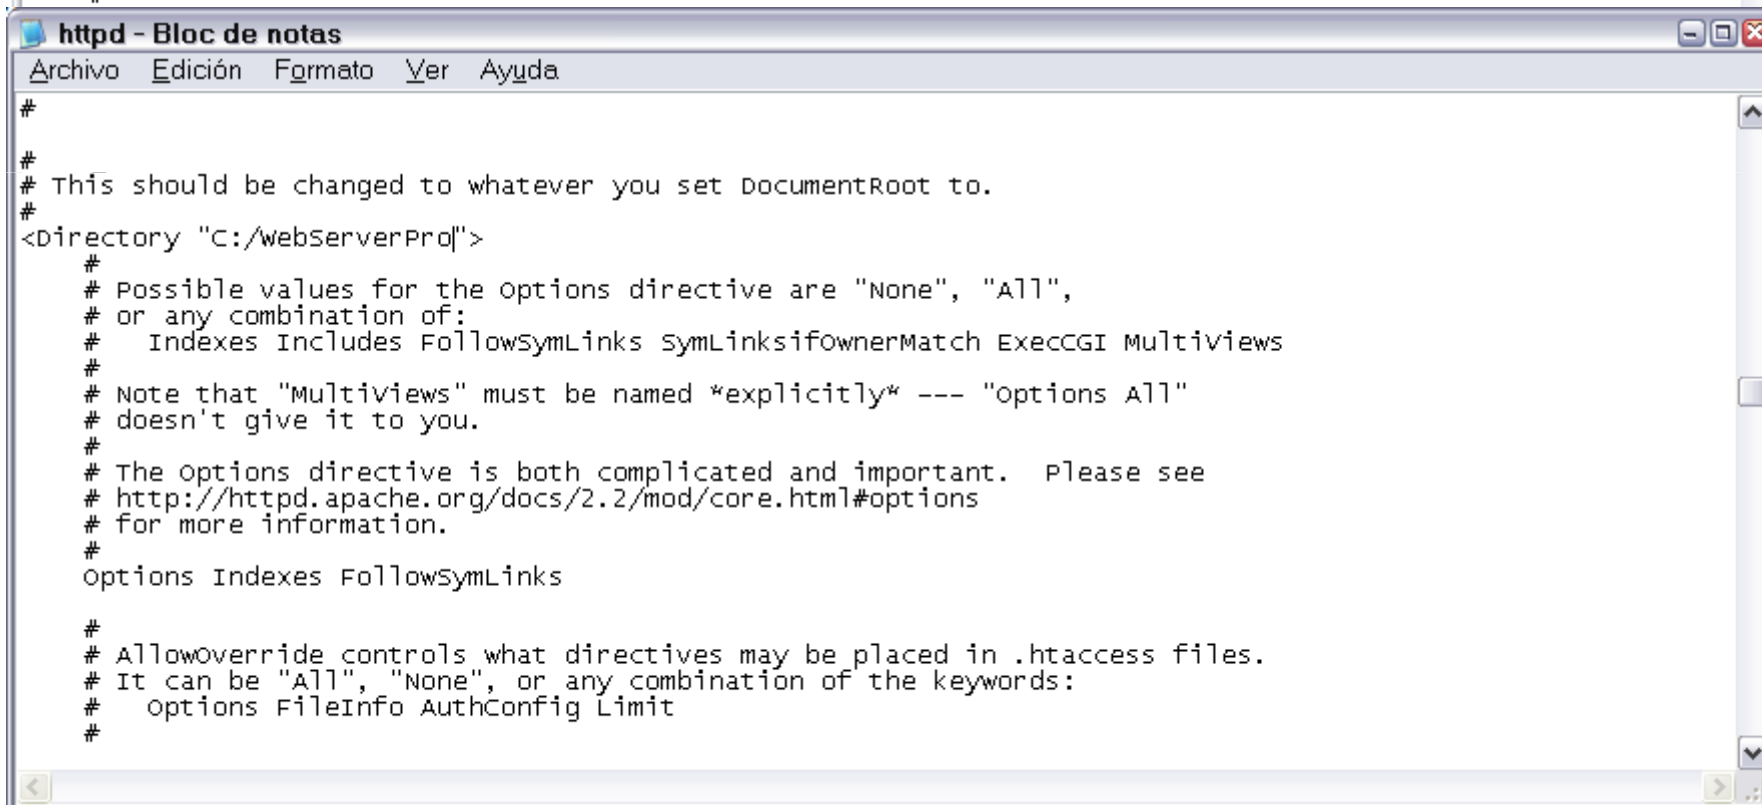 httpd - Bloc de notas
Archivo Edición Formato Ver Ayuda
#
#
# This should be changed to whatever you set DocumentRoot to.
#
<Directory "C:/WebServerPro">
    #
    # Possible values for the Options directive are "None", "All",
    # or any combination of:
    #   Indexes Includes FollowSymLinks SymLinksifOwnerMatch ExecCGI MultiViews
    #
    # Note that "MultiViews" must be named *explicitly* --- "Options All"
    # doesn't give it to you.
    #
    # The Options directive is both complicated and important.  Please see
    # http://httpd.apache.org/docs/2.2/mod/core.html#options
    # for more information.
    #
    Options Indexes FollowSymLinks
    #
    # AllowOverride controls what directives may be placed in .htaccess files.
    # It can be "All", "None", or any combination of the keywords:
    #   Options FileInfo AuthConfig Limit
    #